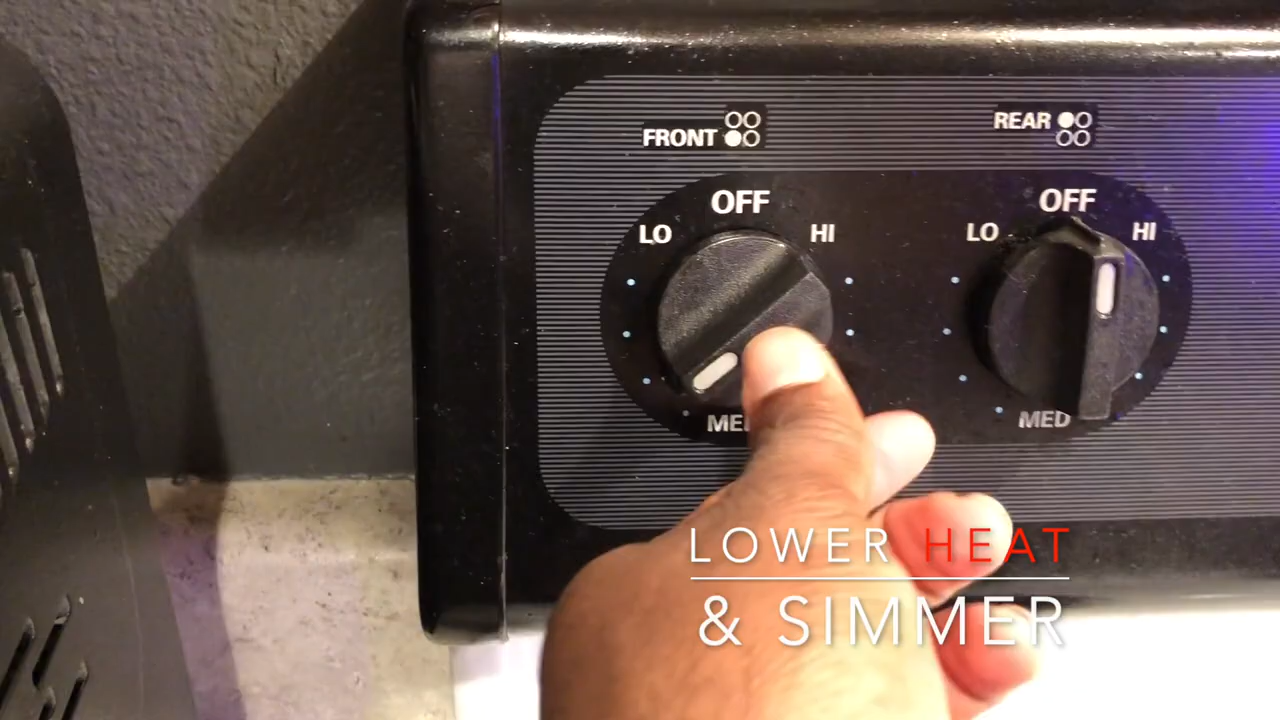 FRONT
REAR
OFF
OFF
LO
HI
LO
HI
MED
LOWER HEAT
& SIMMER